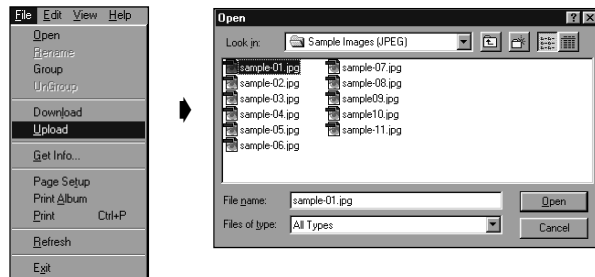 File Edit View Help
Open
Rename
Group
UnGroup
Download
Upload
Get Info...
Page Setup
Print Album
Print Ctrl+P
Refresh
Exit
Open
Look in: Sample Images (JPEG)
sample-01.jpg sample-07.jpg
sample-02.jpg sample-08.jpg
sample-03.jpg sample09.jpg
sample-04.jpg sample10.jpg
sample-05.jpg sample-11.jpg
sample-06.jpg
File name: sample-01.jpg Open
Files of type: All Types Cancel